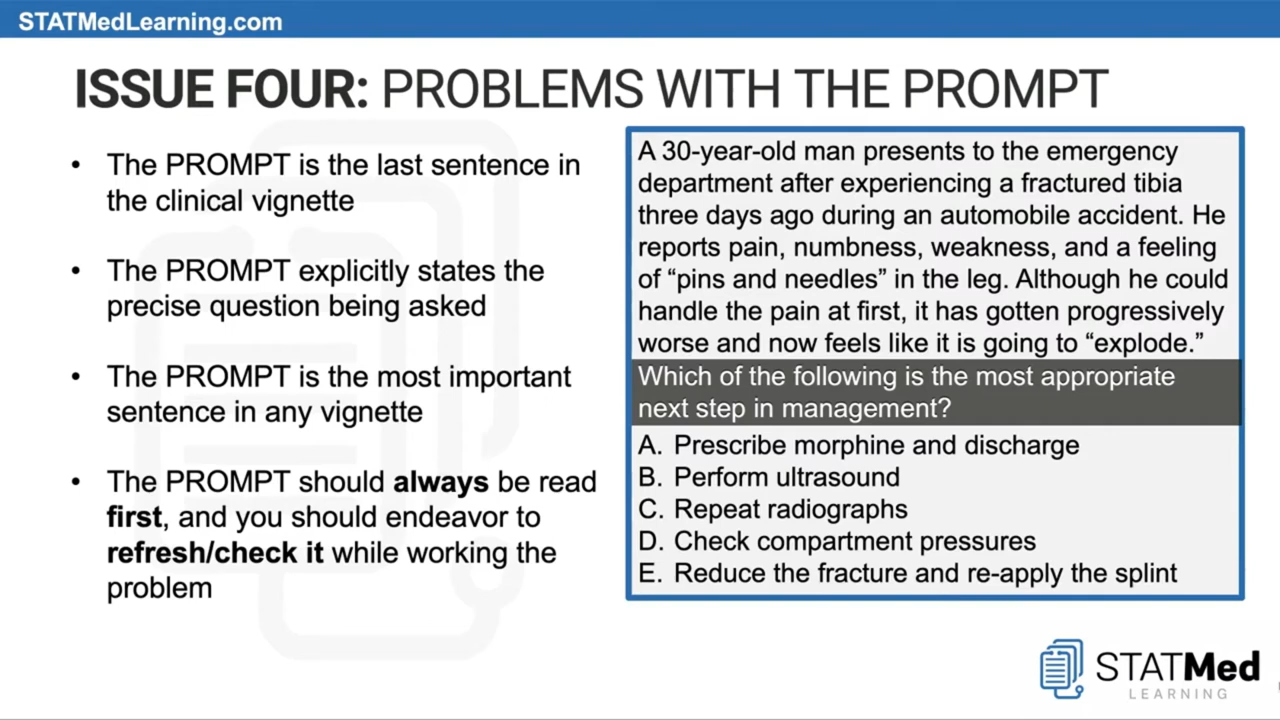 STATMedLearning.com
ISSUE FOUR: PROBLEMS WITH THE PROMPT
• The PROMPT is the last sentence in
the clinical vignette
• The PROMPT explicitly states the
precise question being asked
• The PROMPT is the most important
sentence in any vignette
• The PROMPT should always be read
first, and you should endeavor to
refresh/check it while working the
problem
A 30-year-old man presents to the emergency
department after experiencing a fractured tibia
three days ago during an automobile accident. He
reports pain, numbness, weakness, and a feeling
of “pins and needles” in the leg. Although he could
handle the pain at first, it has gotten progressively
worse and now feels like it is going to “explode.”
Which of the following is the most appropriate
next step in management?
A. Prescribe morphine and discharge
B. Perform ultrasound
C. Repeat radiographs
D. Check compartment pressures
E. Reduce the fracture and re-apply the splint
STATMed
LEARNING